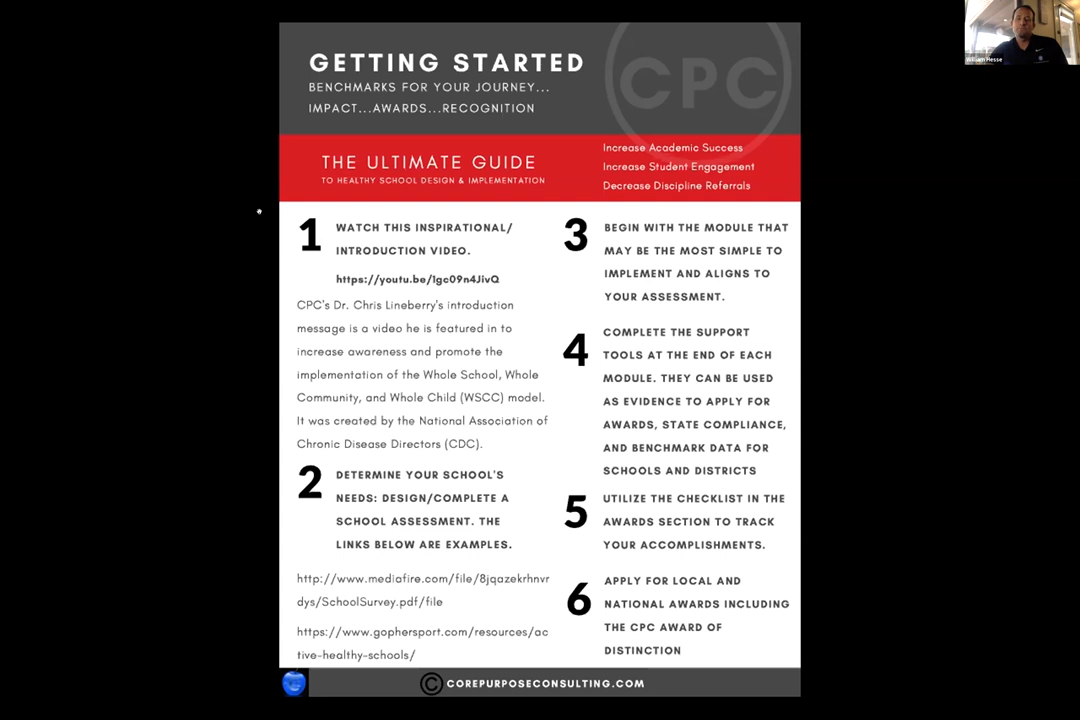 GETTING STARTED
BENCHMARKS FOR YOUR JOURNEY...
IMPACT...AWARDS...RECOGNITION
CPC
THE ULTIMATE GUIDE
TO HEALTHY SCHOOL DESIGN & IMPLEMENTATION
Increase Academic Success
Increase Student Engagement
Decrease Discipline Referrals
1
WATCH THIS INSPIRATIONAL/
INTRODUCTION VIDEO.
https://youtu.be/1gc09n4JivQ
CPC's Dr. Chris Lineberry's introduction
message is a video he is featured in to
increase awareness and promote the
implementation of the Whole School, Whole
Community, and Whole Child (WSCC) model.
It was created by the National Association of
Chronic Disease Directors (CDC).
2
DETERMINE YOUR SCHOOL'S
NEEDS: DESIGN/COMPLETE A
SCHOOL ASSESSMENT. THE
LINKS BELOW ARE EXAMPLES.
http://www.mediafire.com/file/8jqazekrhnvr
dys/SchoolSurvey.pdf/file
https://www.gophersport.com/resources/ac
tive-healthy-schools/
3
BEGIN WITH THE MODULE THAT
MAY BE THE MOST SIMPLE TO
IMPLEMENT AND ALIGNS TO
YOUR ASSESSMENT.
4
COMPLETE THE SUPPORT
TOOLS AT THE END OF EACH
MODULE. THEY CAN BE USED
AS EVIDENCE TO APPLY FOR
AWARDS, STATE COMPLIANCE,
AND BENCHMARK DATA FOR
SCHOOLS AND DISTRICTS
5
UTILIZE THE CHECKLIST IN THE
AWARDS SECTION TO TRACK
YOUR ACCOMPLISHMENTS.
6
APPLY FOR LOCAL AND
NATIONAL AWARDS INCLUDING
THE CPC AWARD OF
DISTINCTION
© COREPURPOSECONSULTING.COM
William Hesse